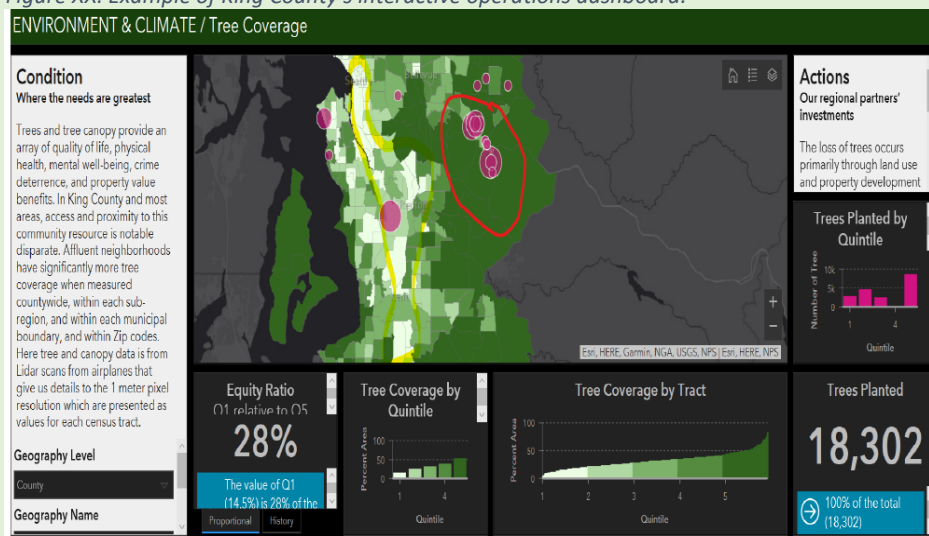 Figure XX. Example of King County's interactive operations dashboard.
ENVIRONMENT & CLIMATE / Tree Coverage
Condition
Where the needs are greatest
Trees and tree canopy provide an
array of quality of life, physical
health, mental well-being, crime
deterrence, and property value
benefits. In King County and most
areas, access and proximity to this
community resource is notable
disparate. Affluent neighborhoods
have significantly more tree
coverage when measured
countywide, within each sub-
region, and within each municipal
boundary, and within Zip codes.
Here tree and canopy data is from
Lidar scans from airplanes that
give us details to the 1 meter pixel
resolution which are presented as
values for each census tract.
Geography Level
County
Geography Name
Esri, HERE, Garmin, NGA, USGS, NPS | Esri, HERE, NPS
Equity Ratio
Q1 relative to Q5
28%
The value of Q1
(14.5%) is 28% of the
Proportional
History
Tree Coverage by
Quintile
Percent Area
100
50
0
1
4
Quintile
Tree Coverage by Tract
Percent Area
100
50
0
1
2
3
4
5
Quintile
Actions
Our regional partners'
investments
The loss of trees occurs
primarily through land use
and property development
Trees Planted by
Quintile
Number of Tree
10k
5k
0
1
4
Quintile
Trees Planted
18,302
100% of the total
(18,302)